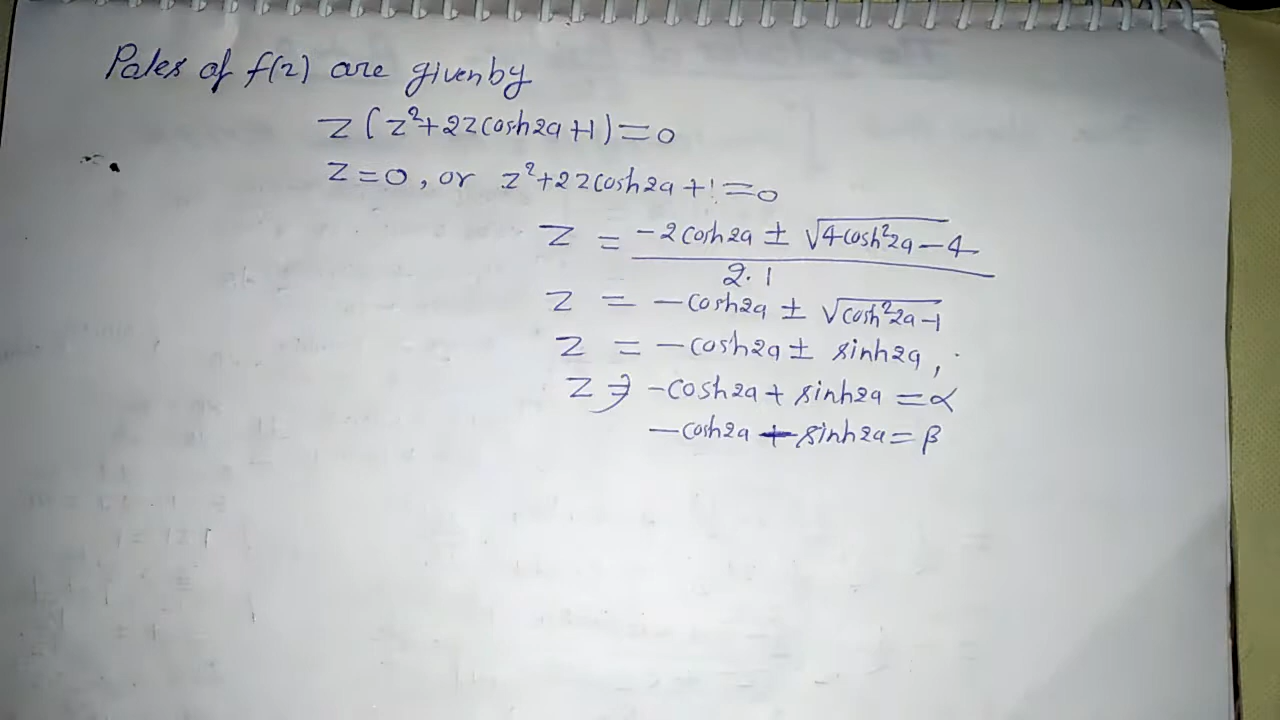 Poles of f(z) are given by
z(z²+2z cosh2a+1)=0
z=0, or z²+2z cosh2a+1=0
z = (-2cosh2a ± √(4cosh²2a-4))/2.1
z = -cosh2a ± √(cosh²2a-1)
z = -cosh2a ± sinh2a,
z ⇒ -cosh2a + sinh2a = α
-cosh2a - sinh2a = β